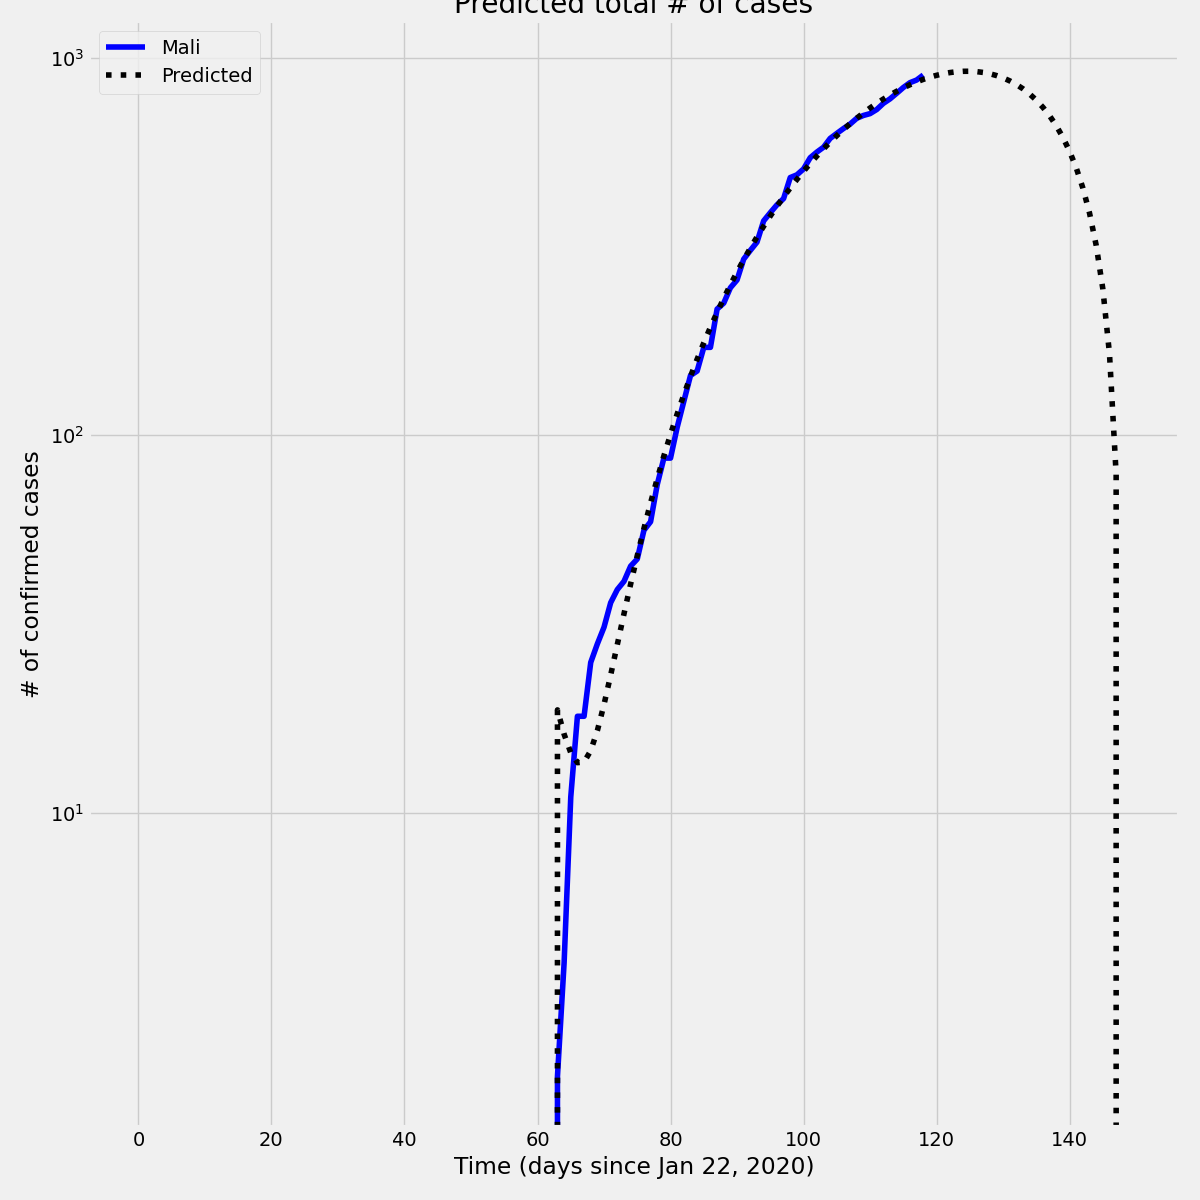 Predicted total # of cases
Mali
Predicted
10³
10²
10¹
# of confirmed cases
0 20 40 60 80 100 120 140
Time (days since Jan 22, 2020)